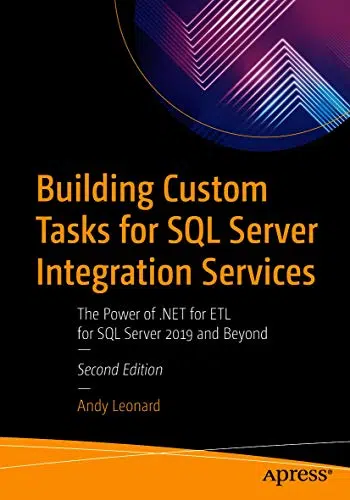 Building Custom
Tasks for SQL Server
Integration Services
The Power of .NET for ETL
for SQL Server 2019 and Beyond
—
Second Edition
—
Andy Leonard
Apress®